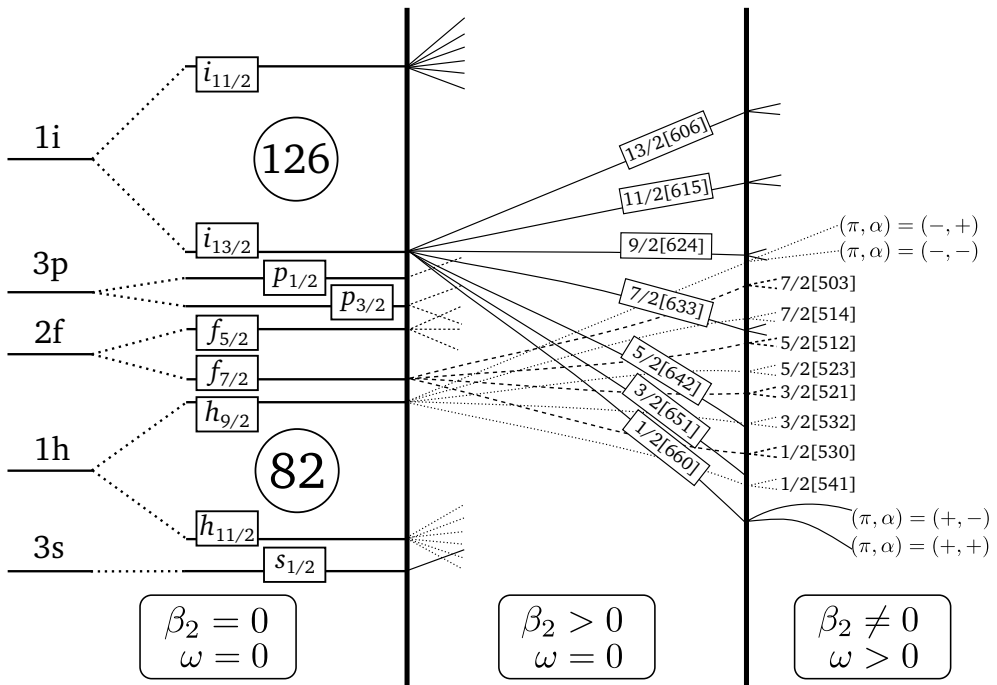 1i
3p
2f
1h
3s
i11/2
126
i13/2
p1/2
p3/2
f5/2
f7/2
h9/2
82
h11/2
s1/2
13/2[606]
11/2[615]
9/2[624]
7/2[633]
5/2[642]
3/2[651]
1/2[660]
(π, α) = (−, +)
(π, α) = (−, −)
7/2[503]
7/2[514]
5/2[512]
5/2[523]
3/2[521]
3/2[532]
1/2[530]
1/2[541]
(π, α) = (+, −)
(π, α) = (+, +)
β₂ = 0
ω = 0
β₂ > 0
ω = 0
β₂ ≠ 0
ω > 0